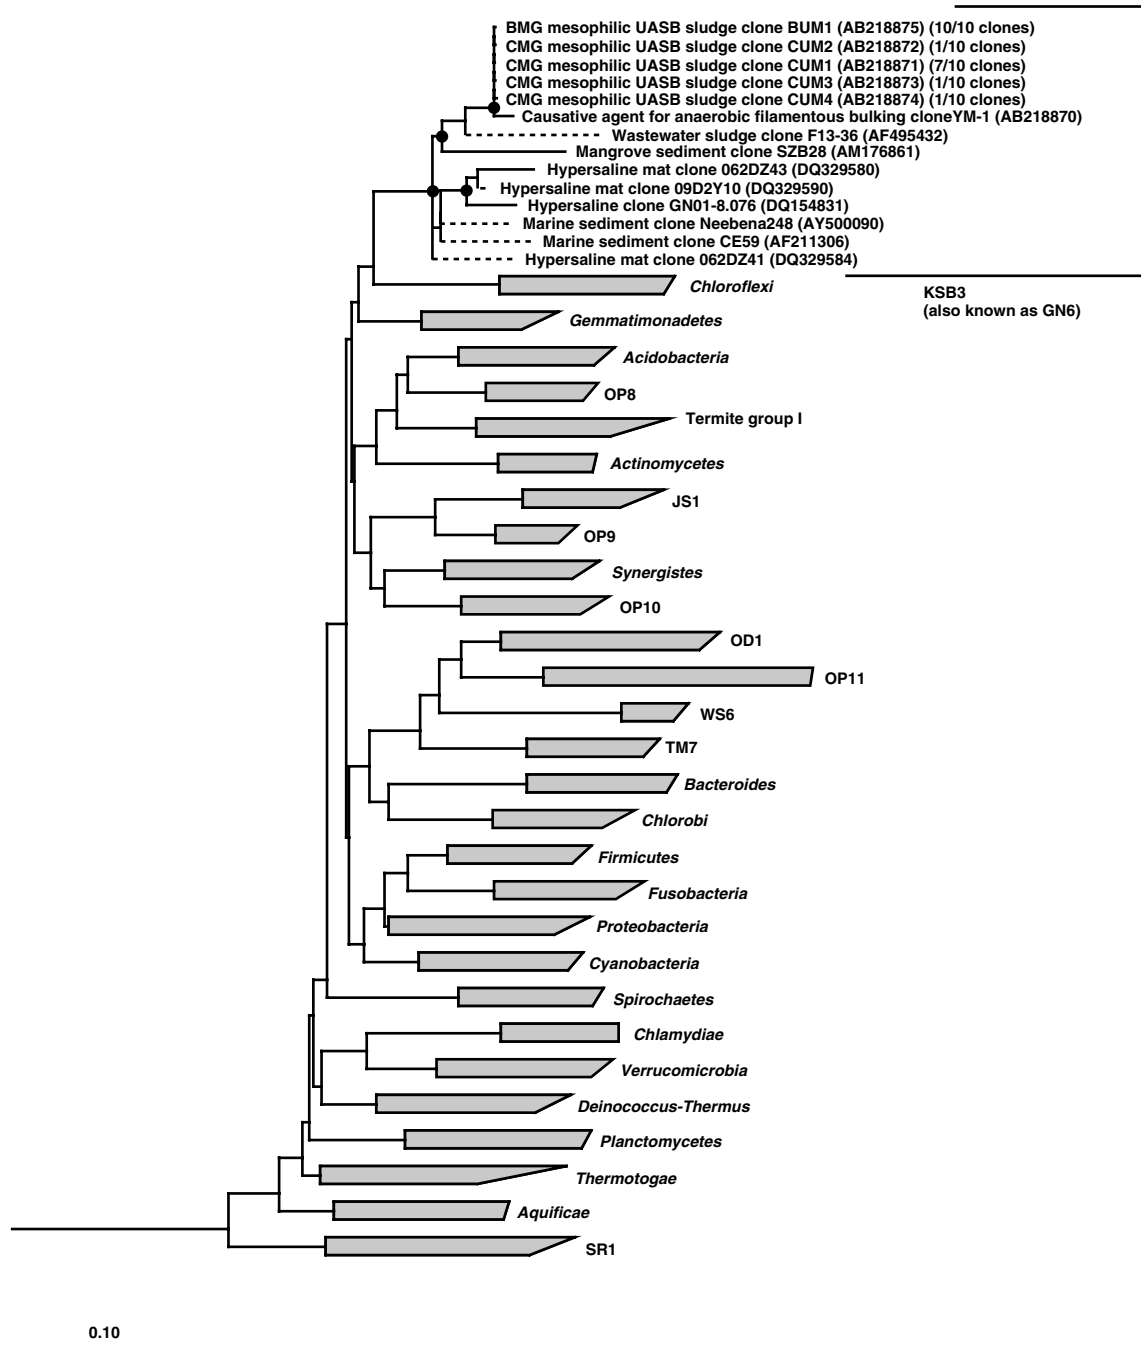 BMG mesophilic UASB sludge clone BUM1 (AB218875) (10/10 clones)
CMG mesophilic UASB sludge clone CUM2 (AB218872) (1/10 clones)
CMG mesophilic UASB sludge clone CUM1 (AB218871) (7/10 clones)
CMG mesophilic UASB sludge clone CUM3 (AB218873) (1/10 clones)
CMG mesophilic UASB sludge clone CUM4 (AB218874) (1/10 clones)
Causative agent for anaerobic filamentous bulking cloneYM-1 (AB218870)
Wastewater sludge clone F13-36 (AF495432)
Mangrove sediment clone SZB28 (AM176861)
Hypersaline mat clone 062DZ43 (DQ329580)
Hypersaline mat clone 09D2Y10 (DQ329590)
Hypersaline clone GN01-8.076 (DQ154831)
Marine sediment clone Neebena248 (AY500090)
Marine sediment clone CE59 (AF211306)
Hypersaline mat clone 062DZ41 (DQ329584)
Chloroflexi
KSB3
(also known as GN6)
Gemmatimonadetes
Acidobacteria
OP8
Termite group I
Actinomycetes
JS1
OP9
Synergistes
OP10
OD1
OP11
WS6
TM7
Bacteroides
Chlorobi
Firmicutes
Fusobacteria
Proteobacteria
Cyanobacteria
Spirochaetes
Chlamydiae
Verrucomicrobia
Deinococcus-Thermus
Planctomycetes
Thermotogae
Aquificae
SR1
0.10